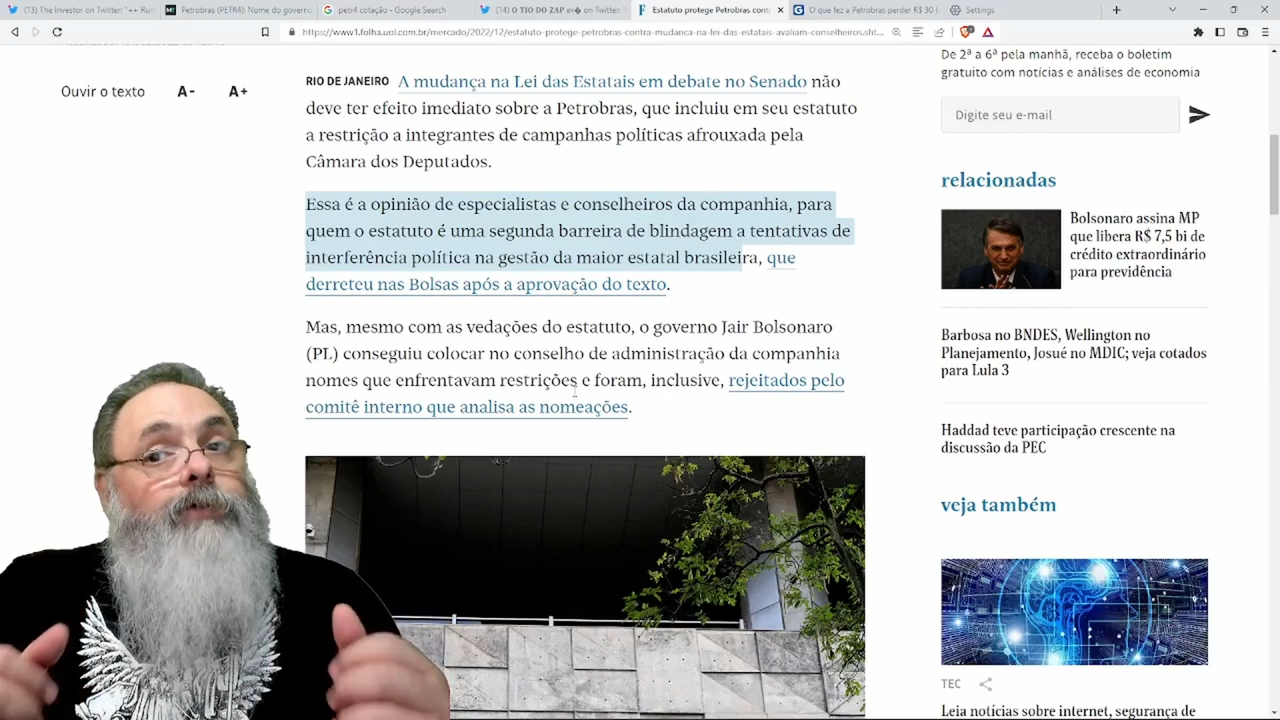 (13) The Investor on Twitter "++ Run
Petrobras (PETR4): Nome do governo
petr4 cotação - Google Search
(14) O TIO DO ZAP
on Twitter "
Estatuto protege Petrobras cont
O que fez a Petrobras perder R$ 30 b
Settings
https://www1.folha.uol.com.br/mercado/2022/12/estatuto-protege-petrobras-contra-mudanca-na-lei-das-estatais-avaliam-conselheiros.sht...
Ouvir o texto A- A+
RIO DE JANEIRO A mudança na Lei das Estatais em debate no Senado não
deve ter efeito imediato sobre a Petrobras, que incluiu em seu estatuto
a restrição a integrantes de campanhas políticas afrouxada pela
Câmara dos Deputados.
Essa é a opinião de especialistas e conselheiros da companhia, para
quem o estatuto é uma segunda barreira de blindagem a tentativas de
interferência política na gestão da maior estatal brasileira, que
derreteu nas Bolsas após a aprovação do texto.
Mas, mesmo com as vedações do estatuto, o governo Jair Bolsonaro
(PL) conseguiu colocar no conselho de administração da companhia
nomes que enfrentavam restrições e foram, inclusive, rejeitados pelo
comitê interno que analisa as nomeações.
De 2ª a 6ª pela manhã, receba o boletim
gratuito com notícias e análises de economia
Digite seu e-mail
relacionadas
Bolsonaro assina MP
que libera R$ 7,5 bi de
crédito extraordinário
para previdência
Barbosa no BNDES, Wellington no
Planejamento, Josué no MDIC; veja cotados
para Lula 3
Haddad teve participação crescente na
discussão da PEC
veja também
TEC
Leia notícias sobre internet, segurança de